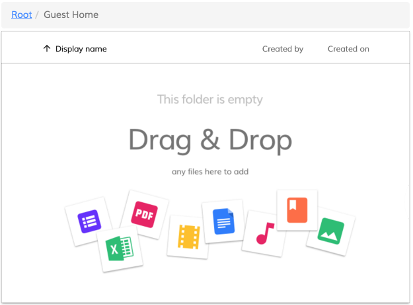 Root / Guest Home
↑ Display name Created by Created on
This folder is empty
Drag & Drop
any files here to add
PDF
X